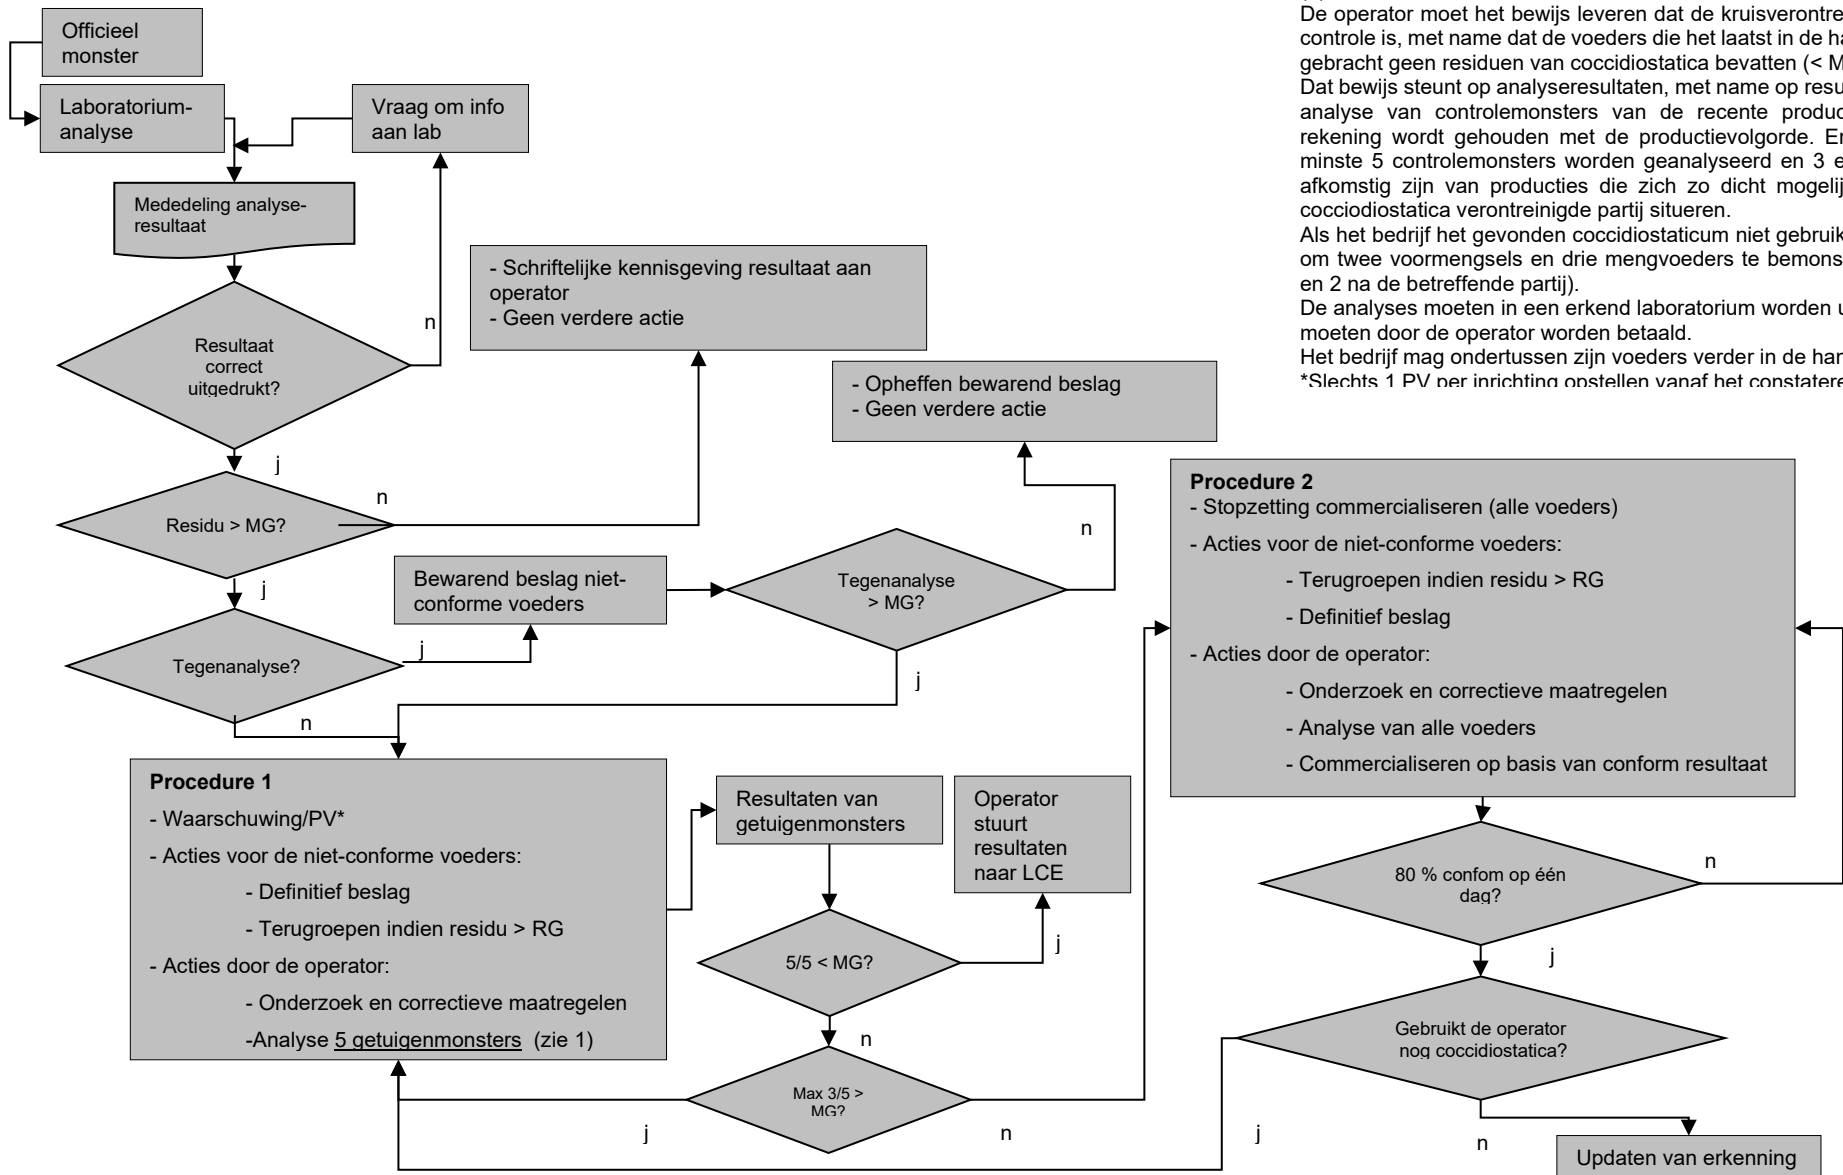 De operator moet het bewijs leveren dat de
controle is, met name dat de voeders die het laatst in de
gebracht geen residuen van coccidiostatica bevatten (<
Dat bewijs steunt op analyseresultaten, met name op
analyse van controlemonsters van de recente
rekening wordt gehouden met de productievolgorde.
minste 5 controlemonsters worden geanalyseerd en 3
afkomstig zijn van producties die zich zo dicht
cocciodiostatica verontreinigde partij situeren.
Als het bedrijf het gevonden coccidiostaticum niet
om twee voormengsels en drie mengvoeders te
en 2 na de betreffende partij).
De analyses moeten in een erkend laboratorium worden
moeten door de operator worden betaald.
Het bedrijf mag ondertussen zijn voeders verder in de
*Slechts 1 PV per inrichting opstellen vanaf het
Officieel
monster
Laboratorium-
analyse
Vraag om info
aan lab
Mededeling analyse-
resultaat
Resultaat
correct
uitgedrukt?
n
j
- Schriftelijke kennisgeving resultaat aan
operator
- Geen verdere actie
Residu > MG?
n
j
- Opheffen bewarend beslag
- Geen verdere actie
Bewarend beslag niet-
conforme voeders
Tegenanalyse
> MG?
n
j
Tegenanalyse?
j
n
Procedure 1
- Waarschuwing/PV*
- Acties voor de niet-conforme voeders:
- Definitief beslag
- Terugroepen indien residu > RG
- Acties door de operator:
- Onderzoek en correctieve maatregelen
-Analyse 5 getuigenmonsters (zie 1)
Resultaten van
getuigenmonsters
Operator
stuurt
resultaten
naar LCE
5/5 < MG?
j
n
Max 3/5 >
MG?
j
n
Procedure 2
- Stopzetting commercialiseren (alle voeders)
- Acties voor de niet-conforme voeders:
- Terugroepen indien residu > RG
- Definitief beslag
- Acties door de operator:
- Onderzoek en correctieve maatregelen
- Analyse van alle voeders
- Commercialiseren op basis van conform resultaat
80 % confom op één
dag?
n
j
Gebruikt de operator
nog coccidiostatica?
j
n
Updaten van erkenning